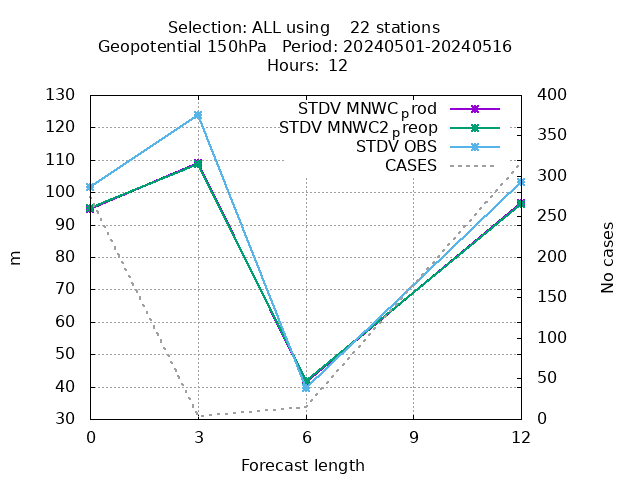 Selection: ALL using    22 stations
Geopotential 150hPa   Period: 20240501-20240516
Hours:  12
STDV MNWC_prod
STDV MNWC2_preop
STDV OBS
CASES
130
120
110
100
90
80
70
60
50
40
30
m
400
350
300
250
200
150
100
50
0
No cases
0 3 6 9 12
Forecast length